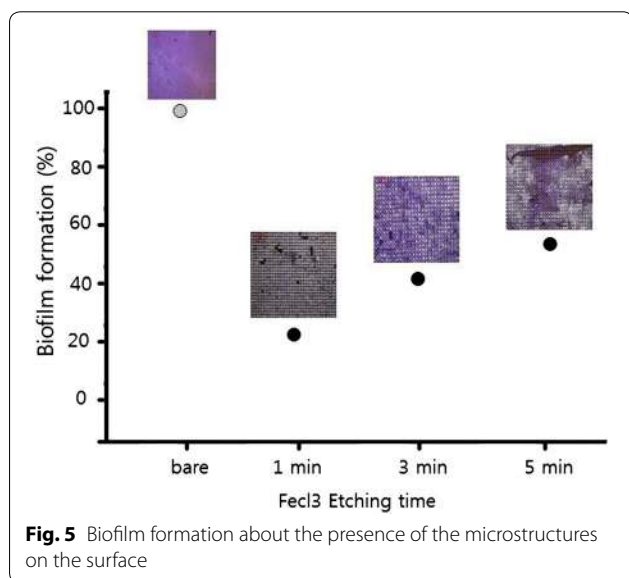 Biofilm formation (%)
100
80
60
40
20
0
bare 1 min 3 min 5 min
Fecl3 Etching time
Fig. 5 Biofilm formation about the presence of the microstructures
on the surface